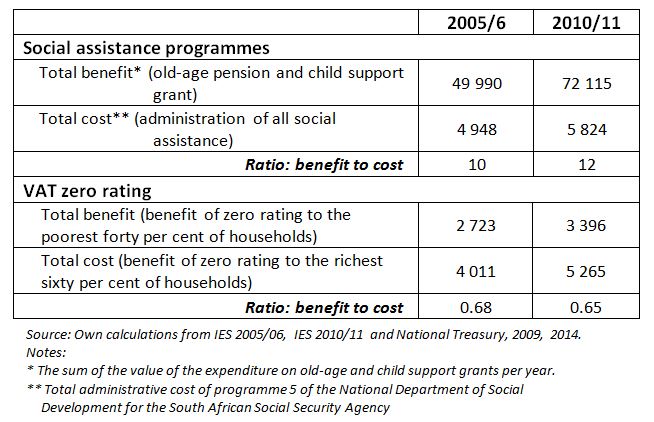 2005/6 2010/11
Social assistance programmes
Total benefit* (old-age pension and child support
grant) 49 990 72 115
Total cost** (administration of all social
assistance) 4 948 5 824
Ratio: benefit to cost 10 12
VAT zero rating
Total benefit (benefit of zero rating to the
poorest forty per cent of households) 2 723 3 396
Total cost (benefit of zero rating to the richest
sixty per cent of households) 4 011 5 265
Ratio: benefit to cost 0.68 0.65
Source: Own calculations from IES 2005/06, IES 2010/11 and National Treasury, 2009, 2014.
Notes:
* The sum of the value of the expenditure on old-age and child support grants per year.
** Total administrative cost of programme 5 of the National Department of Social
Development for the South African Social Security Agency